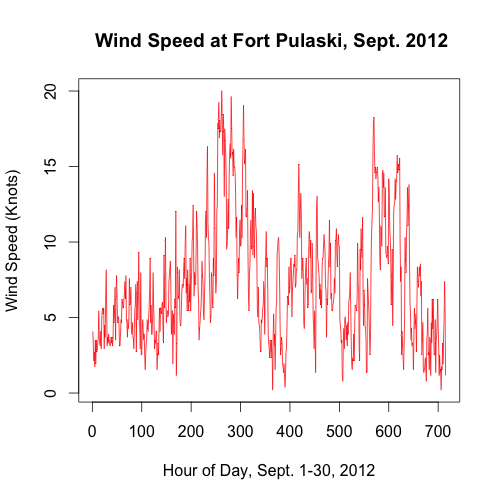 Wind Speed at Fort Pulaski, Sept. 2012
Wind Speed (Knots)
20
15
10
5
0
0 100 200 300 400 500 600 700
Hour of Day, Sept. 1-30, 2012